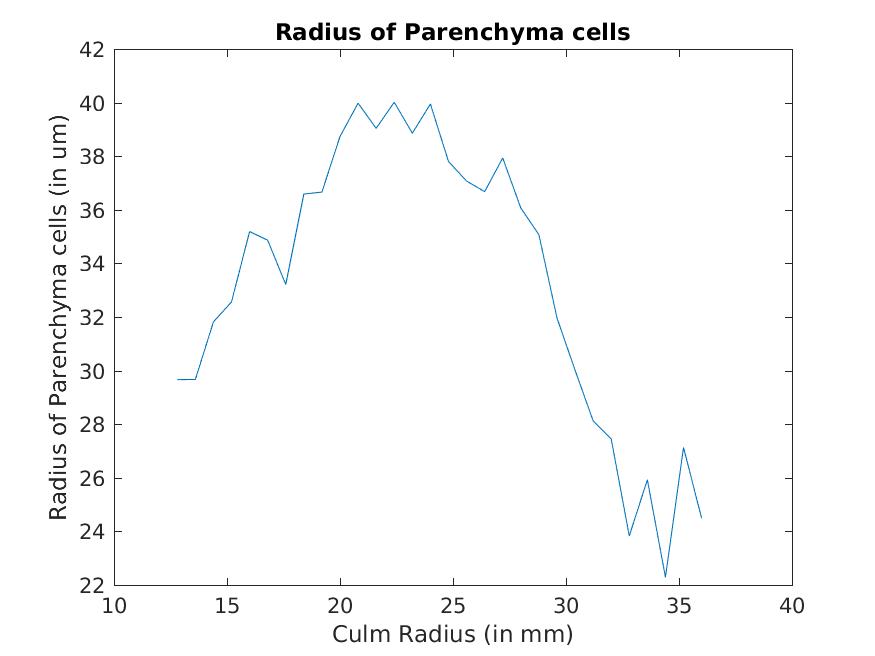 Radius of Parenchyma cells
Radius of Parenchyma cells (in um)
42
40
38
36
34
32
30
28
26
24
22
10 15 20 25 30 35 40
Culm Radius (in mm)